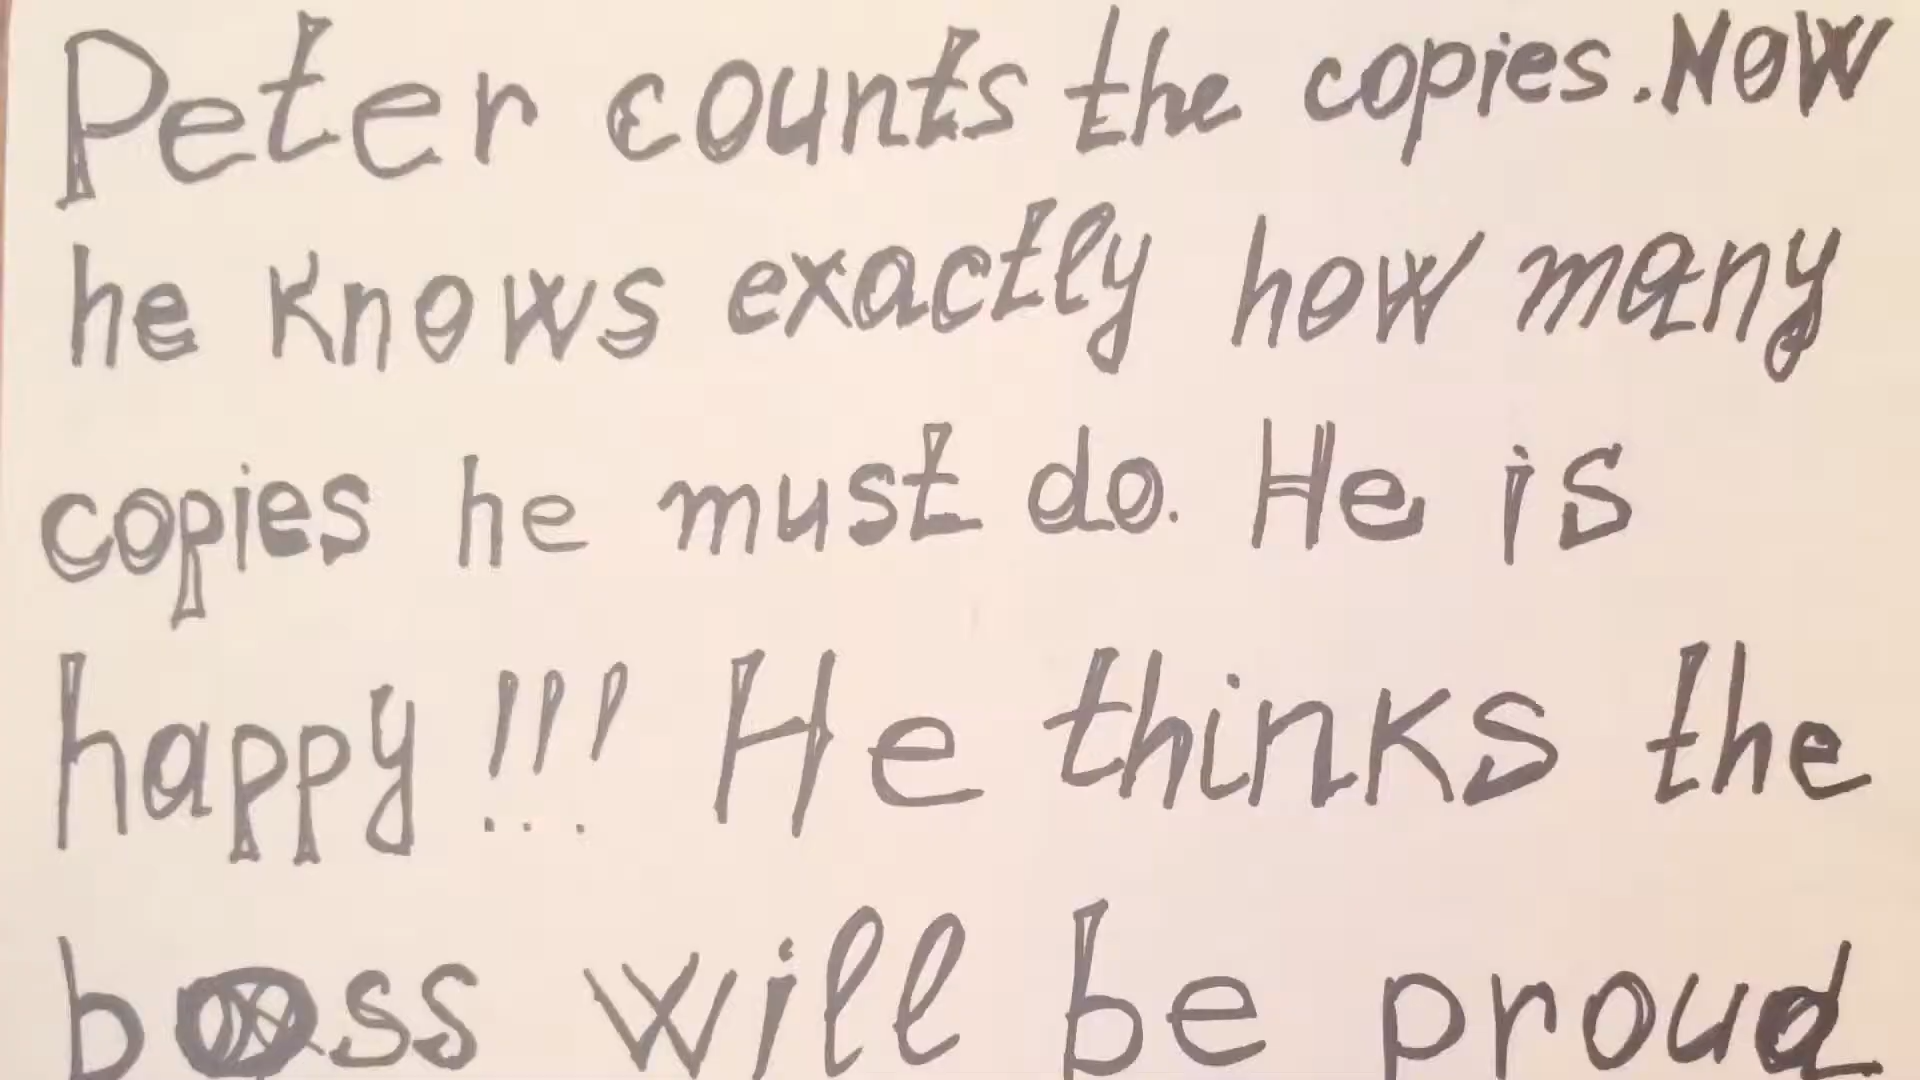 Peter counts the copies. Now
he knows exactly how many
copies he must do. He is
happy!!! He thinks the
boss will be proud